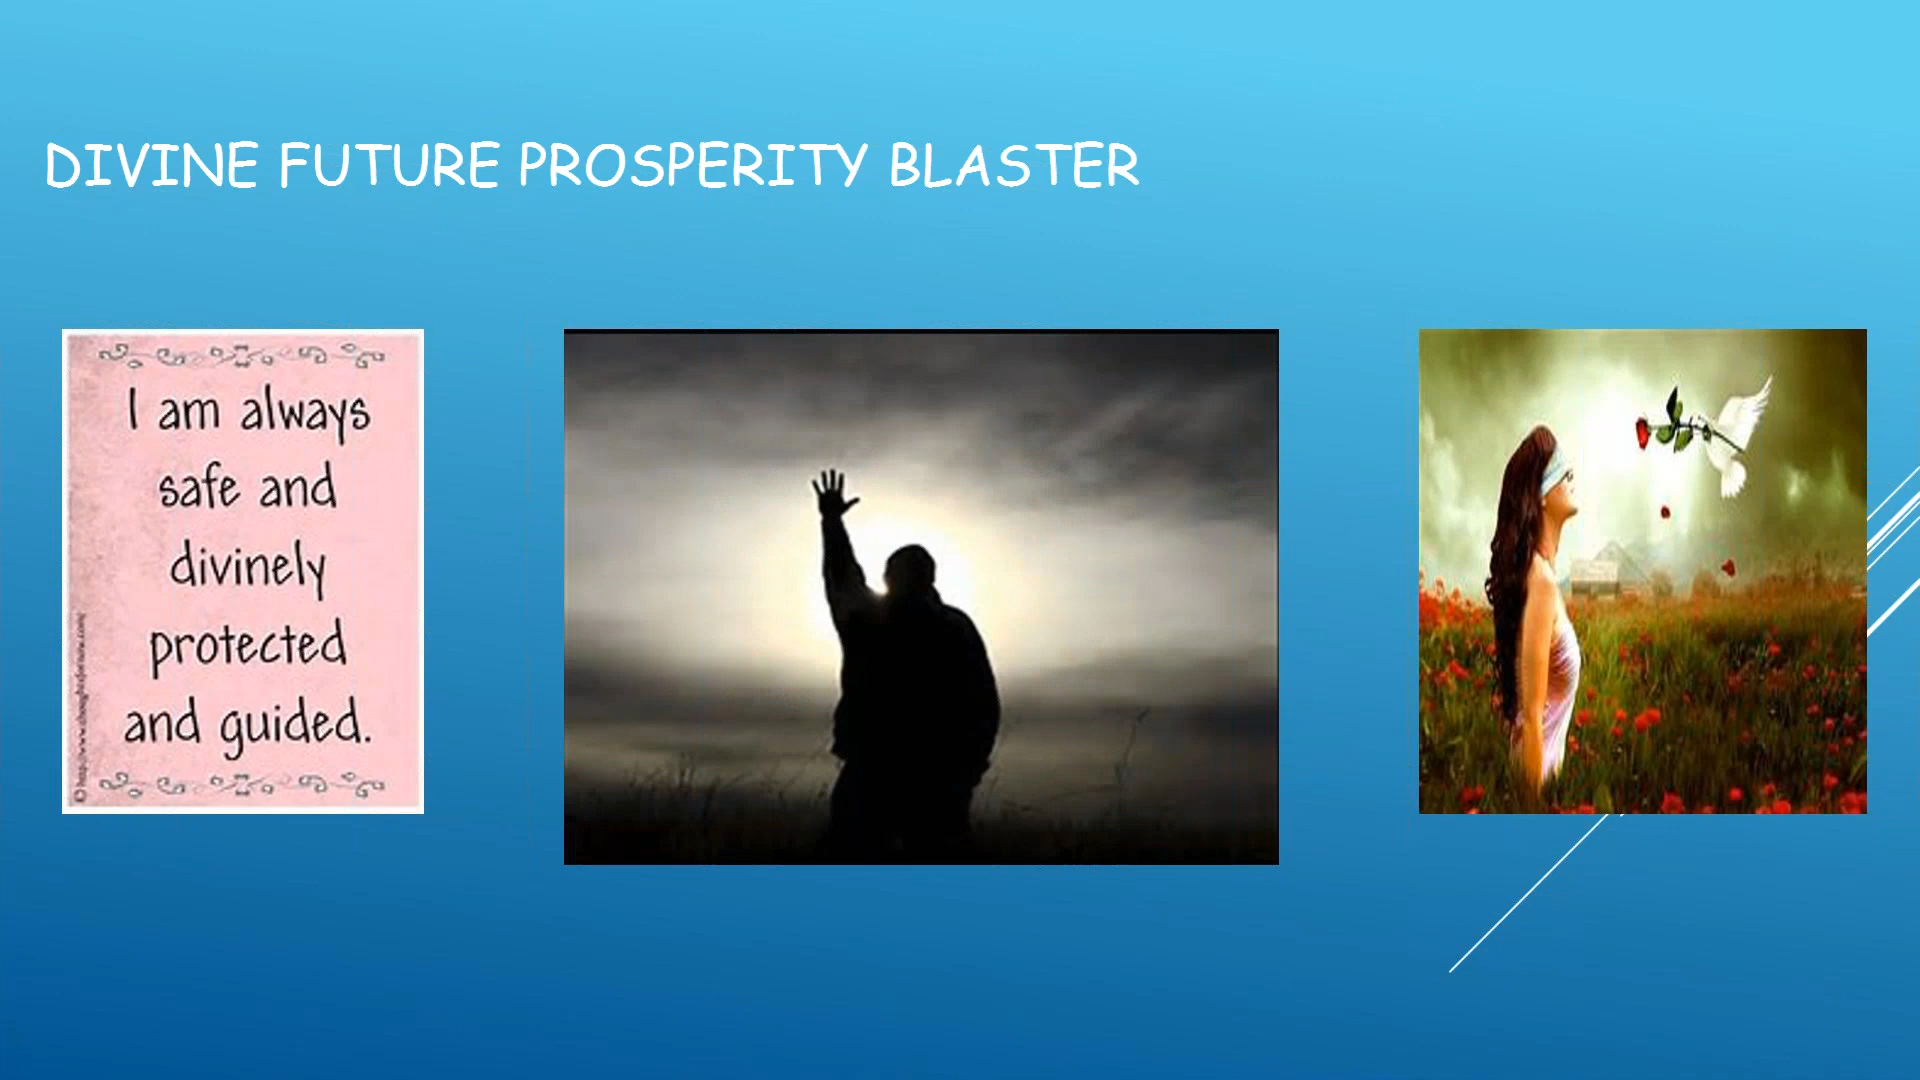 DIVINE FUTURE PROSPERITY BLASTER
I am always
safe and
divinely
protected
and guided.